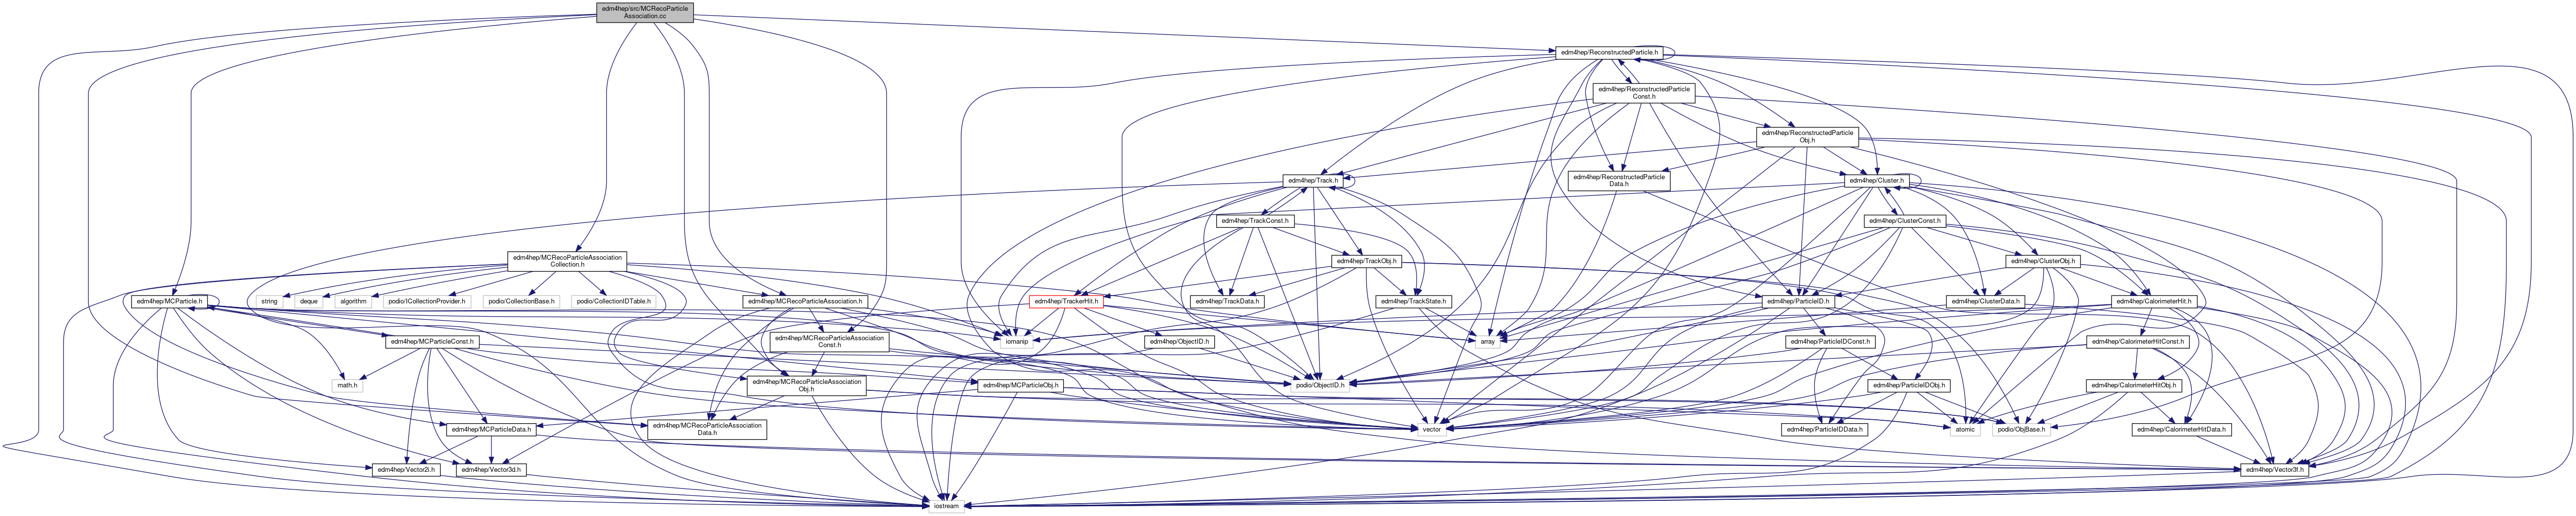 edm4hep/src/MCRecoParticle
Association.cc
edm4hep/ReconstructedParticle.h
edm4hep/ReconstructedParticle
Const.h
edm4hep/ReconstructedParticle
Obj.h
edm4hep/Track.h
edm4hep/ReconstructedParticle
Data.h
edm4hep/Cluster.h
edm4hep/TrackConst.h
edm4hep/ClusterConst.h
edm4hep/MCRecoParticleAssociation
Collection.h
edm4hep/TrackObj.h
edm4hep/ClusterObj.h
edm4hep/MCParticle.h
string
deque
algorithm
podio/ICollectionProvider.h
podio/CollectionBase.h
podio/CollectionIDTable.h
edm4hep/MCRecoParticleAssociation.h
edm4hep/TrackerHit.h
edm4hep/TrackData.h
edm4hep/TrackState.h
edm4hep/ParticleID.h
edm4hep/ClusterData.h
edm4hep/CalorimeterHit.h
edm4hep/MCParticleConst.h
edm4hep/MCRecoParticleAssociation
Const.h
iomanip
edm4hep/ObjectID.h
array
edm4hep/ParticleIDConst.h
edm4hep/CalorimeterHitConst.h
math.h
edm4hep/MCRecoParticleAssociation
Obj.h
edm4hep/MCParticleObj.h
podio/ObjectID.h
edm4hep/ParticleIDObj.h
edm4hep/CalorimeterHitObj.h
edm4hep/MCParticleData.h
edm4hep/MCRecoParticleAssociation
Data.h
vector
edm4hep/ParticleIDData.h
atomic
podio/ObjBase.h
edm4hep/CalorimeterHitData.h
edm4hep/Vector2i.h
edm4hep/Vector3d.h
edm4hep/Vector3f.h
iostream